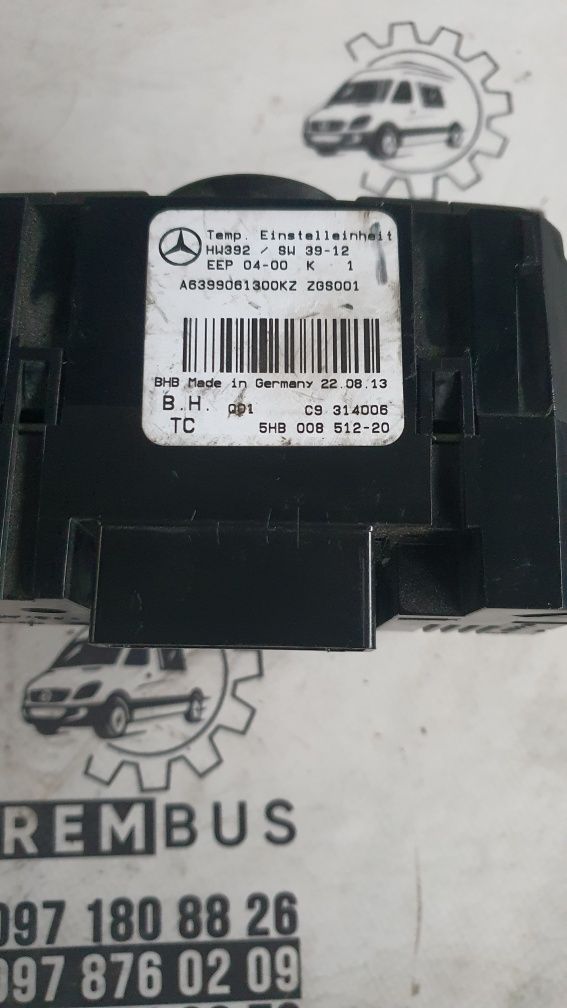 Temp. Einstelleinheit
HW392 / SW 39-12
EEP 04-00 K 1
A6399061300KZ ZGS001
BHB Made in Germany 22.08.13
B.H. 001 C9 314006
TC 5HB 008 512-20
REMBUS
097 180 88 26
097 876 02 09